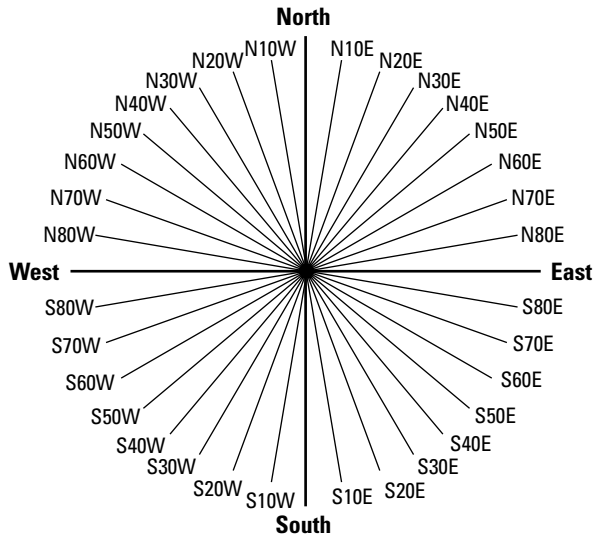 North
N10W N10E
N20W N20E
N30W N30E
N40W N40E
N50W N50E
N60W N60E
N70W N70E
N80W N80E
West East
S80W S80E
S70W S70E
S60W S60E
S50W S50E
S40W S40E
S30W S30E
S20W S20E
S10W S10E
South